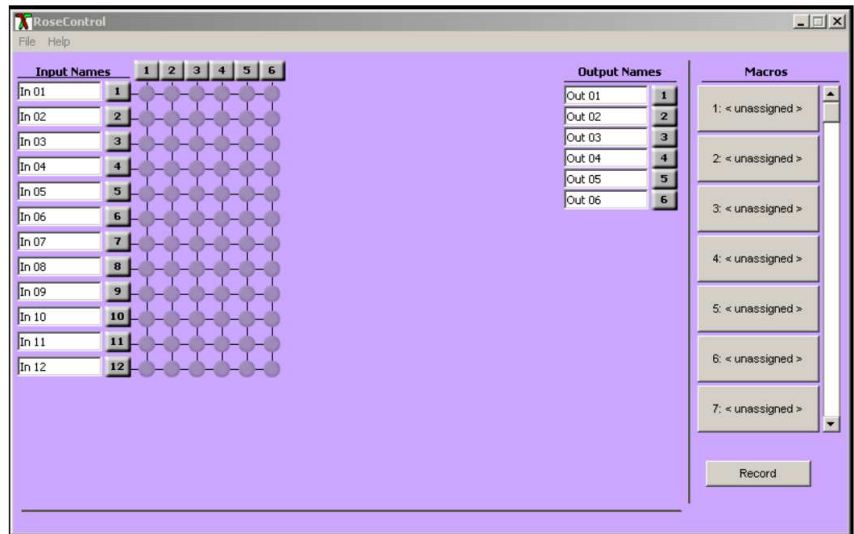 RoseControl
File Help
Input Names 1 2 3 4 5 6
In 01 1
In 02 2
In 03 3
In 04 4
In 05 5
In 06 6
In 07 7
In 08 8
In 09 9
In 10 10
In 11 11
In 12 12
Output Names
Out 01 1
Out 02 2
Out 03 3
Out 04 4
Out 05 5
Out 06 6
Macros
1: < unassigned >
2: < unassigned >
3: < unassigned >
4: < unassigned >
5: < unassigned >
6: < unassigned >
7: < unassigned >
Record